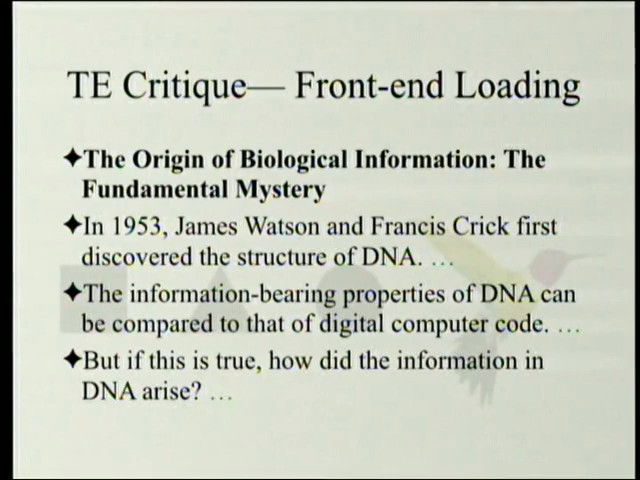 TE Critique— Front-end Loading
✦The Origin of Biological Information: The
Fundamental Mystery
✦In 1953, James Watson and Francis Crick first
discovered the structure of DNA. …
✦The information-bearing properties of DNA can
be compared to that of digital computer code. …
✦But if this is true, how did the information in
DNA arise? …